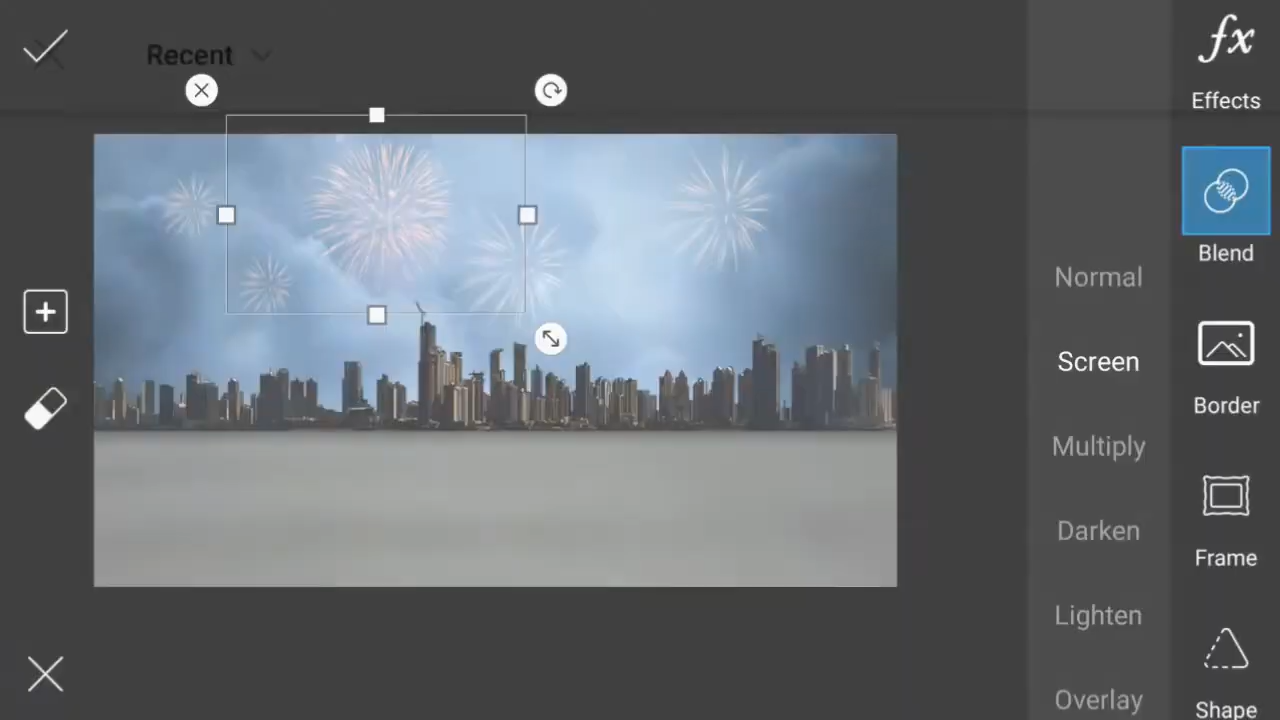 Recent
fx
Effects
Blend
Normal
Screen
Border
Multiply
Darken
Frame
Lighten
Overlay
Shape